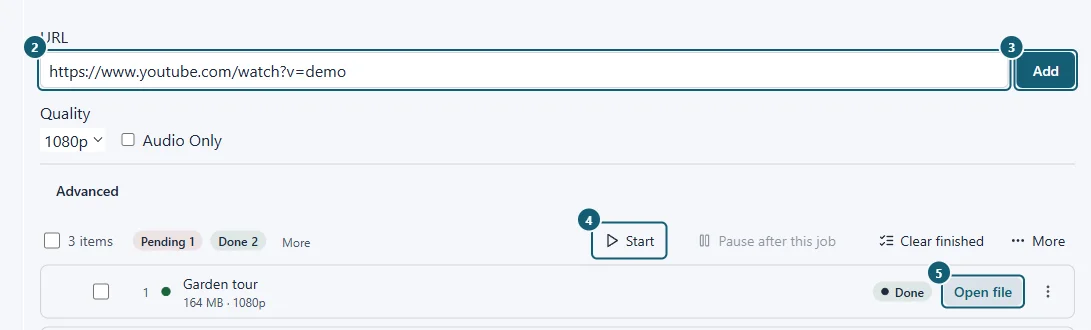 URL
2
3
https://www.youtube.com/watch?v=demo
Add
Quality
1080p
Audio Only
Advanced
4
3 items
Pending 1
Done 2
More
Start
Pause after this job
Clear finished
More
5
1
Garden tour
164 MB · 1080p
Done
Open file